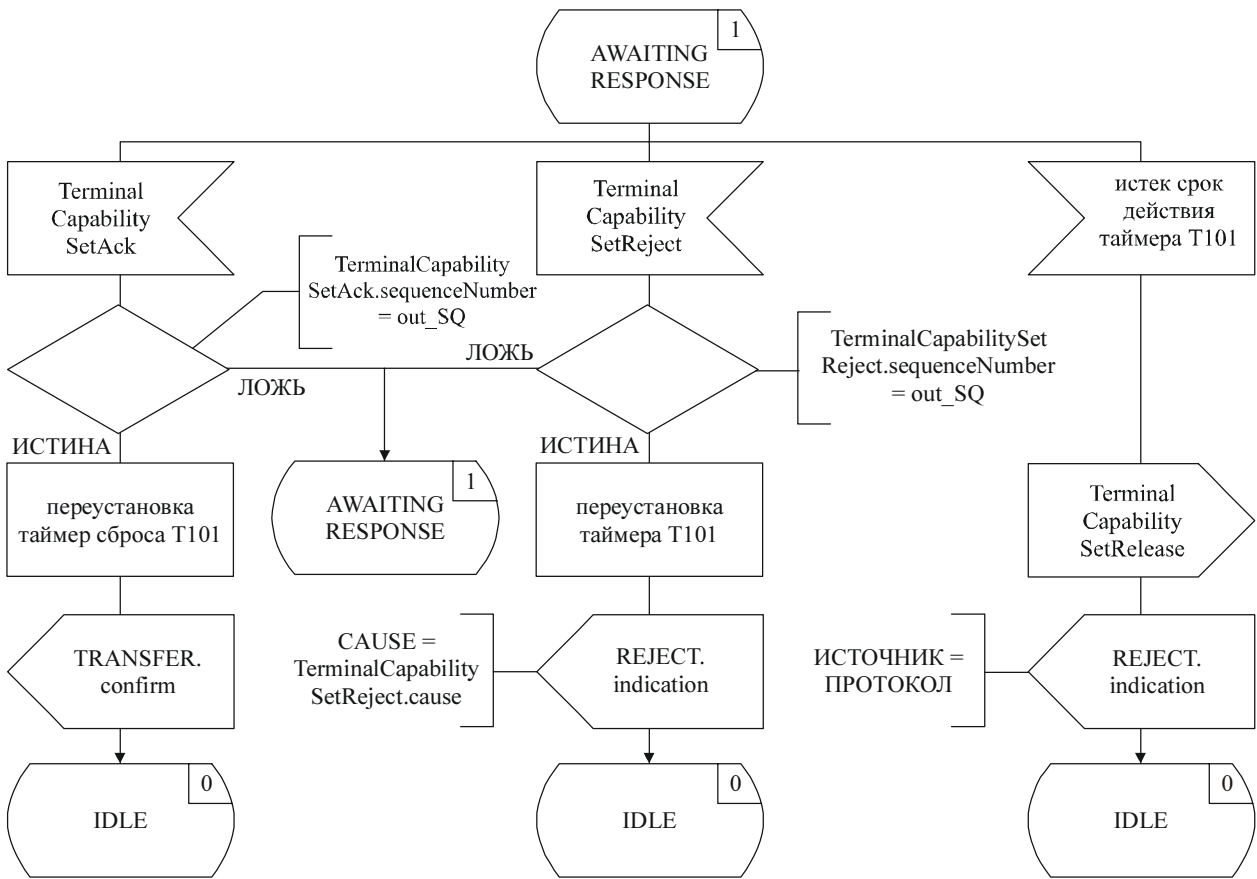 1
AWAITING
RESPONSE
Terminal
Capability
SetAck
Terminal
Capability
SetReject
истек срок
действия
таймера T101
TerminalCapability
SetAck.sequenceNumber
= out_SQ
TerminalCapabilitySet
Reject.sequenceNumber
= out_SQ
ЛОЖЬ
ЛОЖЬ
ИСТИНА
ИСТИНА
переустановка
таймер сброса T101
1
AWAITING
RESPONSE
переустановка
таймера T101
Terminal
Capability
SetRelease
TRANSFER.
confirm
CAUSE =
TerminalCapability
SetReject.cause
REJECT.
indication
ИСТОЧНИК =
ПРОТОКОЛ
REJECT.
indication
0
IDLE
0
IDLE
0
IDLE